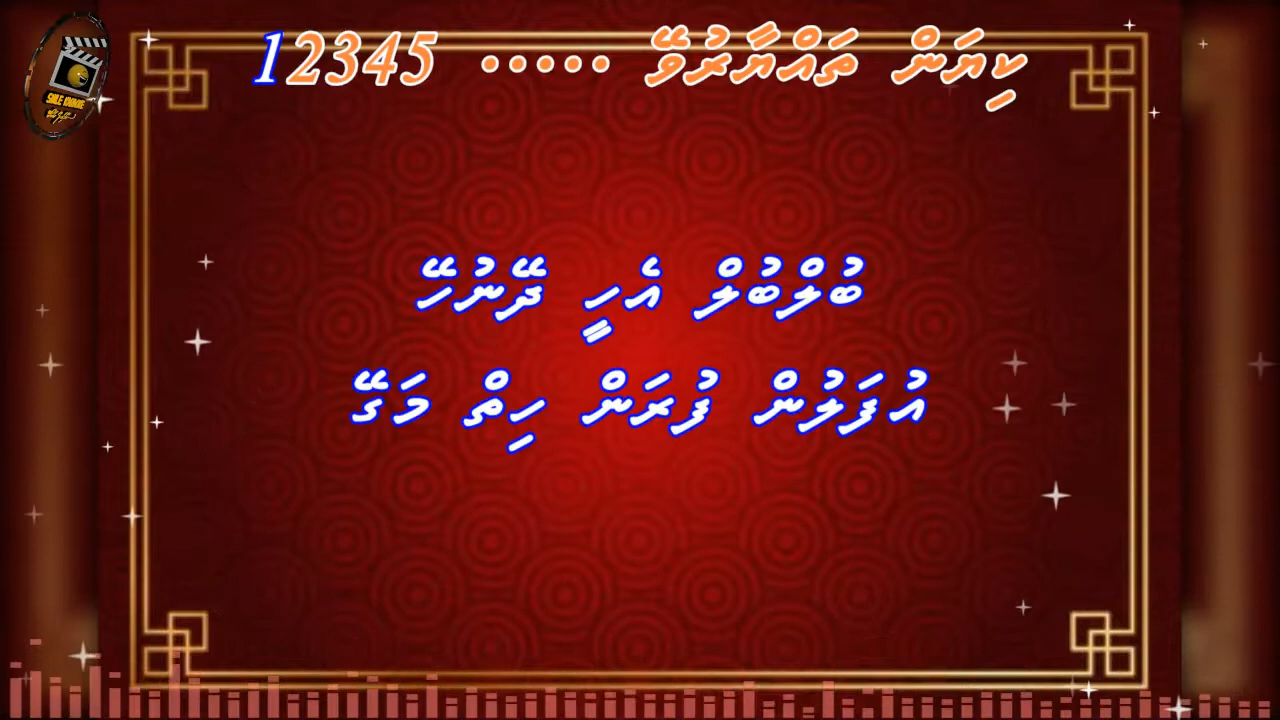 ކިޔަން ތައްޔާރުވޭ ••••• 12345
ބުލްބުލް އެހީ ދޭނުހޭ
އުފަލުން ފުރަން ހިތް މަގޭ